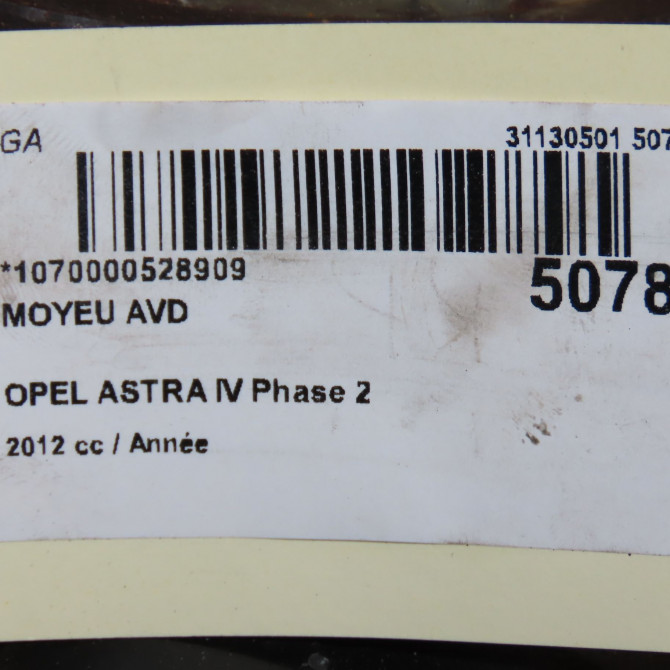 GA 31130501 507
*1070000528909
5078
MOYEU AVD
OPEL ASTRA IV Phase 2
2012 cc / Année